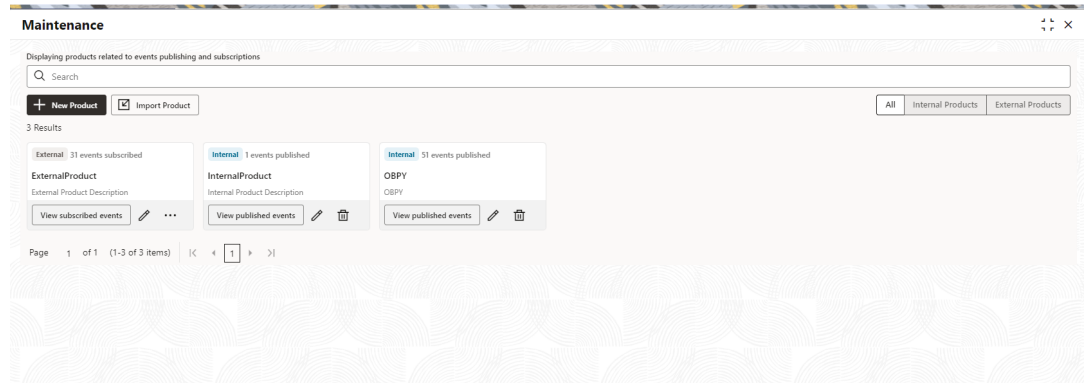 Maintenance
Displaying products related to events publishing and subscriptions
Search
New Product Import Product All Internal Products External Products
3 Results
External 31 events subscribed
ExternalProduct
External Product Description
View subscribed events
Internal 1 events published
InternalProduct
Internal Product Description
View published events
Internal 51 events published
OBPY
OBPY
View published events
Page 1 of 1 (1-3 of 3 items) 1